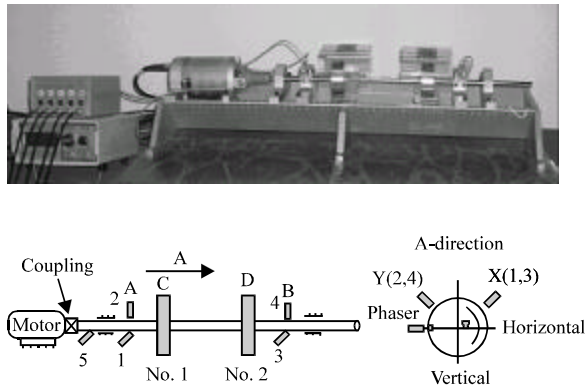 A
A-direction
Coupling
C
D
2 A
4 B
Y(2,4)
X(1,3)
Phaser
Motor
Horizontal
5
1
3
No. 1
No. 2
Vertical